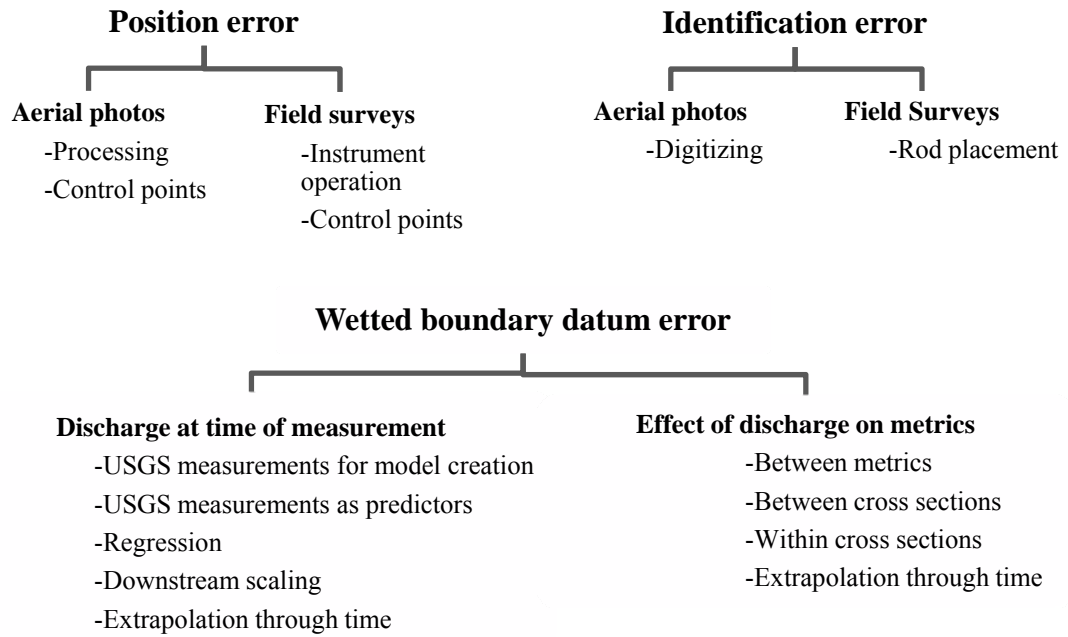 Position error
Aerial photos
-Processing
-Control points
Field surveys
-Instrument
operation
-Control points
Identification error
Aerial photos
-Digitizing
Field Surveys
-Rod placement
Wetted boundary datum error
Discharge at time of measurement
-USGS measurements for model creation
-USGS measurements as predictors
-Regression
-Downstream scaling
-Extrapolation through time
Effect of discharge on metrics
-Between metrics
-Between cross sections
-Within cross sections
-Extrapolation through time